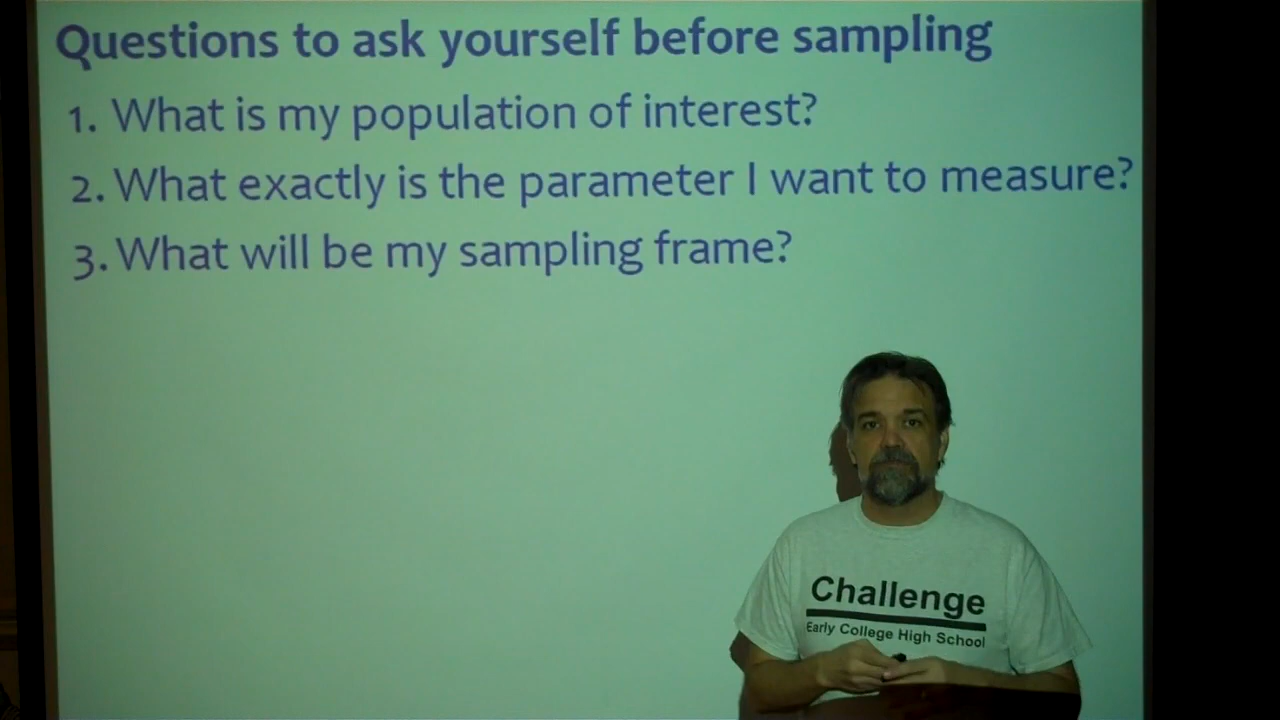 Questions to ask yourself before sampling
1. What is my population of interest?
2. What exactly is the parameter I want to measure?
3. What will be my sampling frame?
Challenge
Early College High School